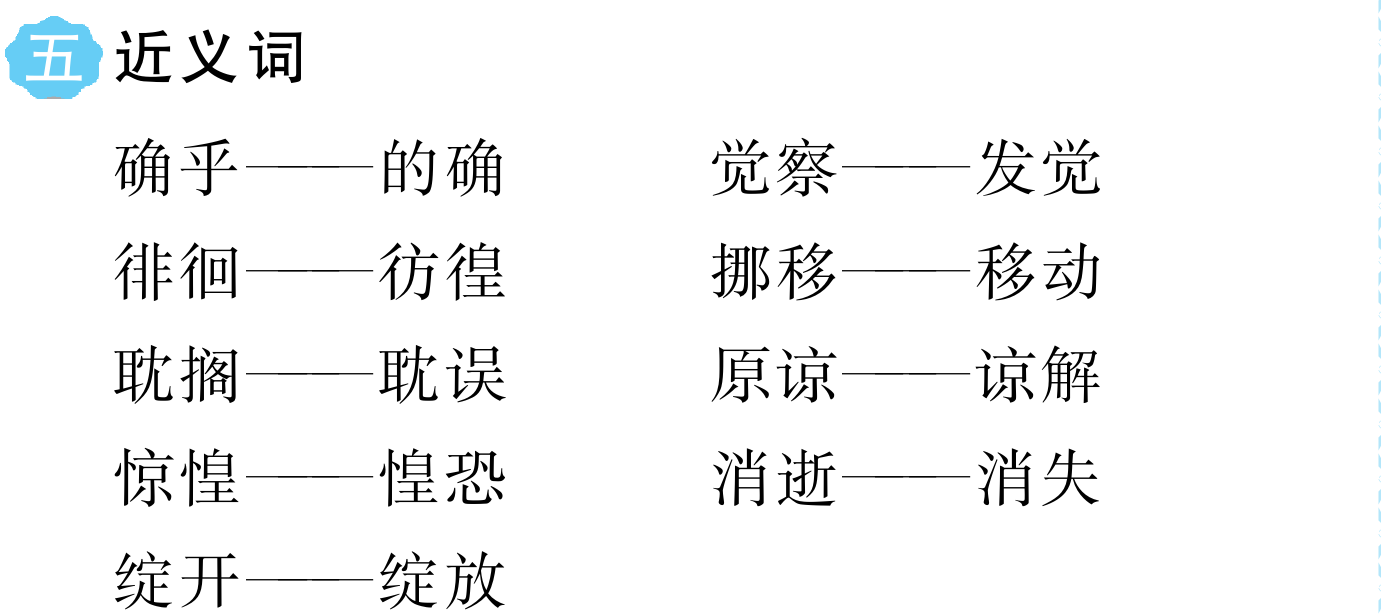 五 近义词
确乎——的确 觉察——发觉
徘徊——彷徨 挪移——移动
耽搁——耽误 原谅——谅解
惊惶——惶恐 消逝——消失
绽开——绽放